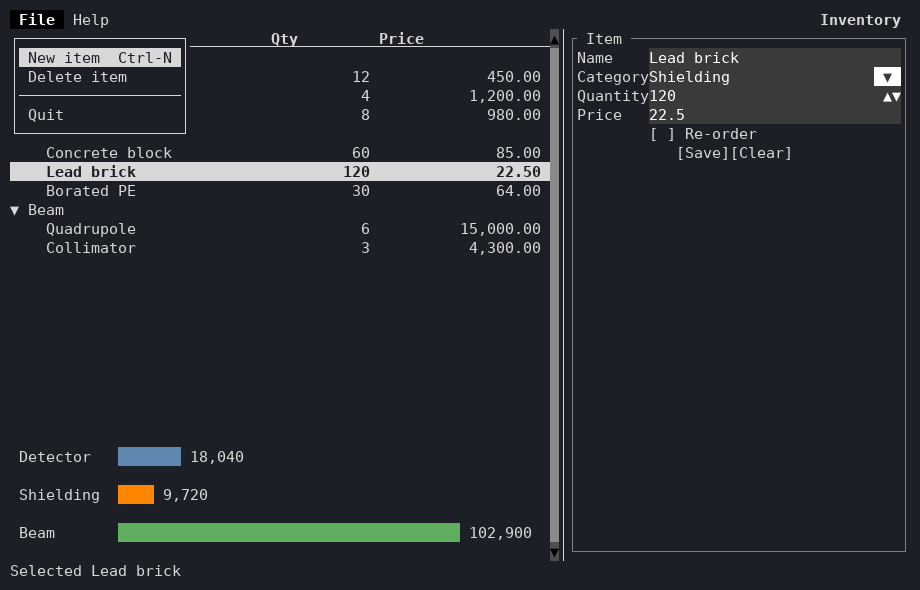 File Help Inventory
Qty Price Item
New item Ctrl-N Name Lead brick
Delete item 12 450.00 Category Shielding ▼
4 1,200.00 Quantity 120 ▲▼
Quit 8 980.00 Price 22.5
[ ] Re-order
Concrete block 60 85.00 [Save][Clear]
Lead brick 120 22.50
Borated PE 30 64.00
▼ Beam
Quadrupole 6 15,000.00
Collimator 3 4,300.00
Detector 18,040
Shielding 9,720
Beam 102,900
Selected Lead brick